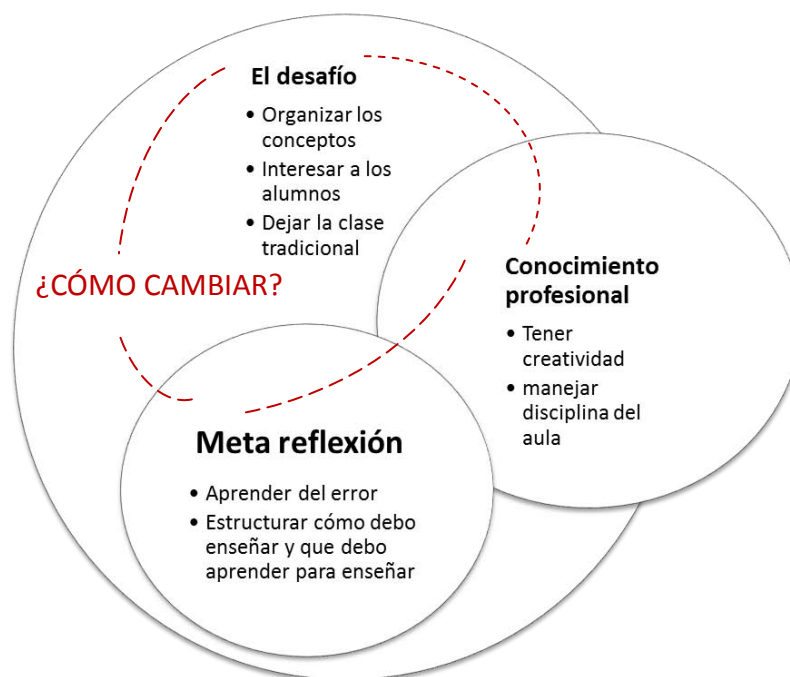 El desafío
• Organizar los
conceptos
• Interesar a los
alumnos
• Dejar la clase
tradicional
¿CÓMO CAMBIAR?
Conocimiento
profesional
• Tener
creatividad
• manejar
disciplina del
aula
Meta reflexión
• Aprender del error
• Estructurar cómo debo
enseñar y que debo
aprender para enseñar